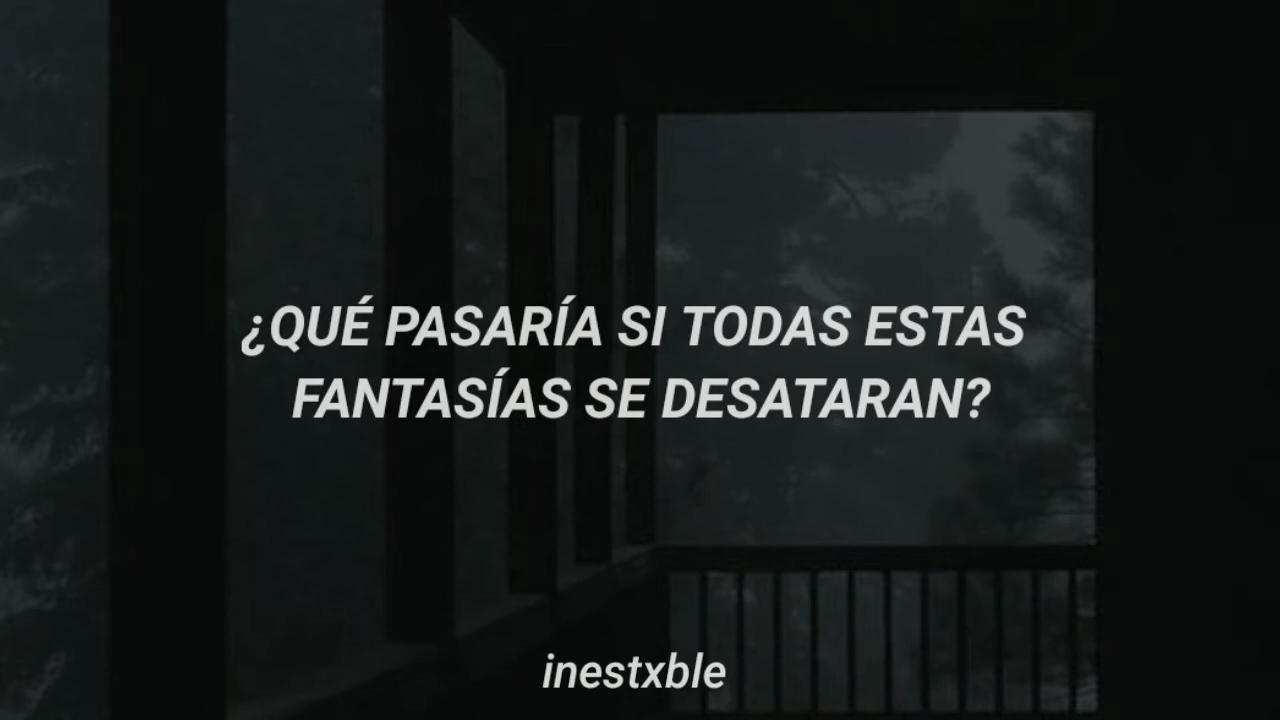 ¿QUÉ PASARÍA SI TODAS ESTAS
FANTASÍAS SE DESATARAN?
inestxble